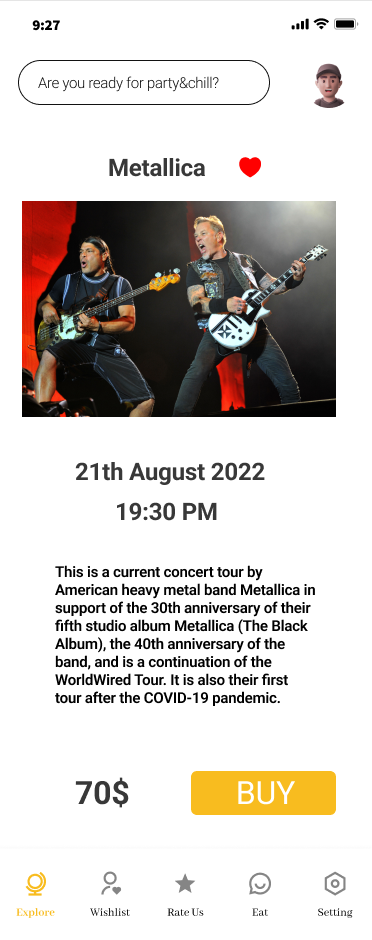 9:27
Are you ready for party&chill?
Metallica
21th August 2022
19:30 PM
This is a current concert tour by
American heavy metal band Metallica in
support of the 30th anniversary of their
fifth studio album Metallica (The Black
Album), the 40th anniversary of the
band, and is a continuation of the
WorldWired Tour. It is also their first
tour after the COVID-19 pandemic.
70$ BUY
Explore Wishlist Rate Us Eat Setting